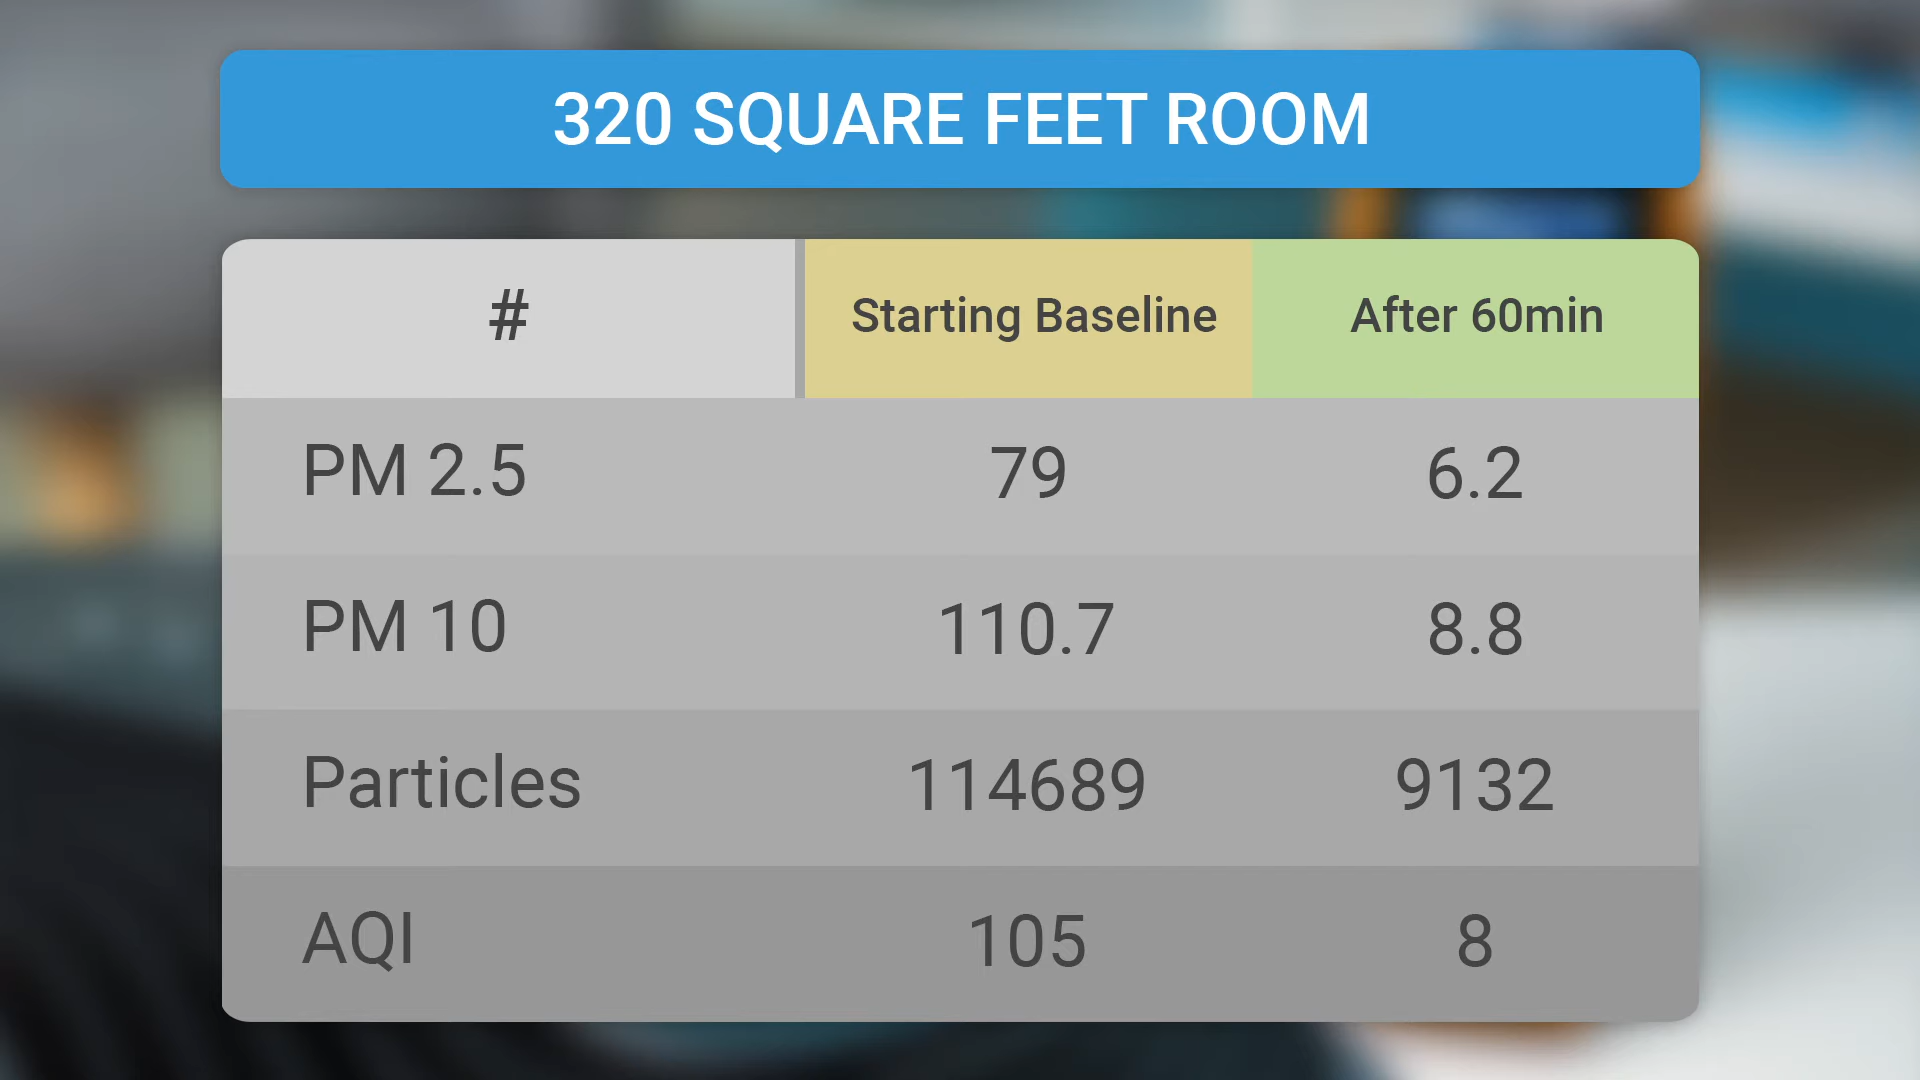 320 SQUARE FEET ROOM
# Starting Baseline After 60min
PM 2.5 79 6.2
PM 10 110.7 8.8
Particles 114689 9132
AQI 105 8